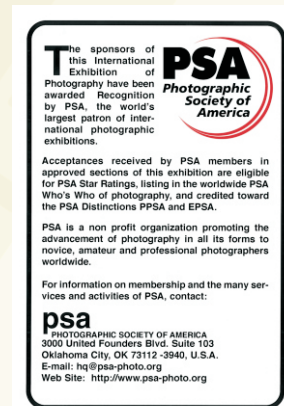 The sponsors of
this International
Exhibition of
Photography have been
awarded Recognition
by PSA, the world's
largest patron of inter-
national photographic
exhibitions.
PSA
Photographic
Society of
America
Acceptances received by PSA members in
approved sections of this exhibition are eligible
for PSA Star Ratings, listing in the worldwide PSA
Who's Who of photography, and credited toward
the PSA Distinctions PPSA and EPSA.
PSA is a non profit organization promoting the
advancement of photography in all its forms to
novice, amateur and professional photographers
worldwide.
For information on membership and the many ser-
vices and activities of PSA, contact:
psa
PHOTOGRAPHIC SOCIETY OF AMERICA
3000 United Founders Blvd. Suite 103
Oklahoma City, OK 73112 -3940, U.S.A.
E-mail: hq@psa-photo.org
Web Site: http://www.psa-photo.org